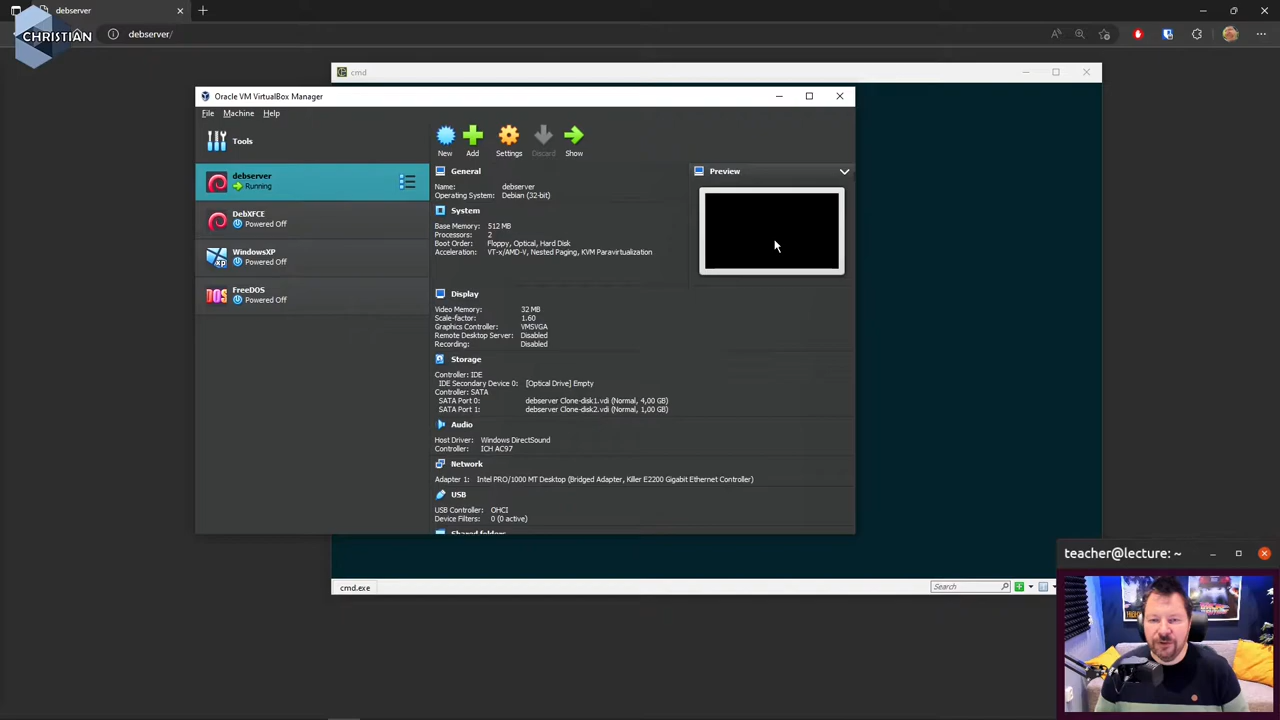 debserver
CHRISTIAN
debserver/
cmd
Oracle VM VirtualBox Manager
File Machine Help
Tools
New Add Settings Discard Show
debserver
Running
DebXFCE
Powered Off
WindowsXP
Powered Off
FreeDOS
Powered Off
General
Name: debserver
Operating System: Debian (32-bit)
System
Base Memory: 512 MB
Processors: 2
Boot Order: Floppy, Optical, Hard Disk
Acceleration: VT-x/AMD-V, Nested Paging, KVM Paravirtualization
Preview
Display
Video Memory: 32 MB
Scale-factor: 1.60
Graphics Controller: VMSVGA
Remote Desktop Server: Disabled
Recording: Disabled
Storage
Controller: IDE
IDE Secondary Device 0: [Optical Drive] Empty
Controller: SATA
SATA Port 0: debserver Clone-disk1.vdi (Normal, 4,00 GB)
SATA Port 1: debserver Clone-disk2.vdi (Normal, 1,00 GB)
Audio
Host Driver: Windows DirectSound
Controller: ICH AC97
Network
Adapter 1: Intel PRO/1000 MT Desktop (Bridged Adapter, Killer E2200 Gigabit Ethernet Controller)
USB
USB Controller: OHCI
Device Filters: 0 (0 active)
Shared folders
cmd.exe
Search
teacher@lecture: ~